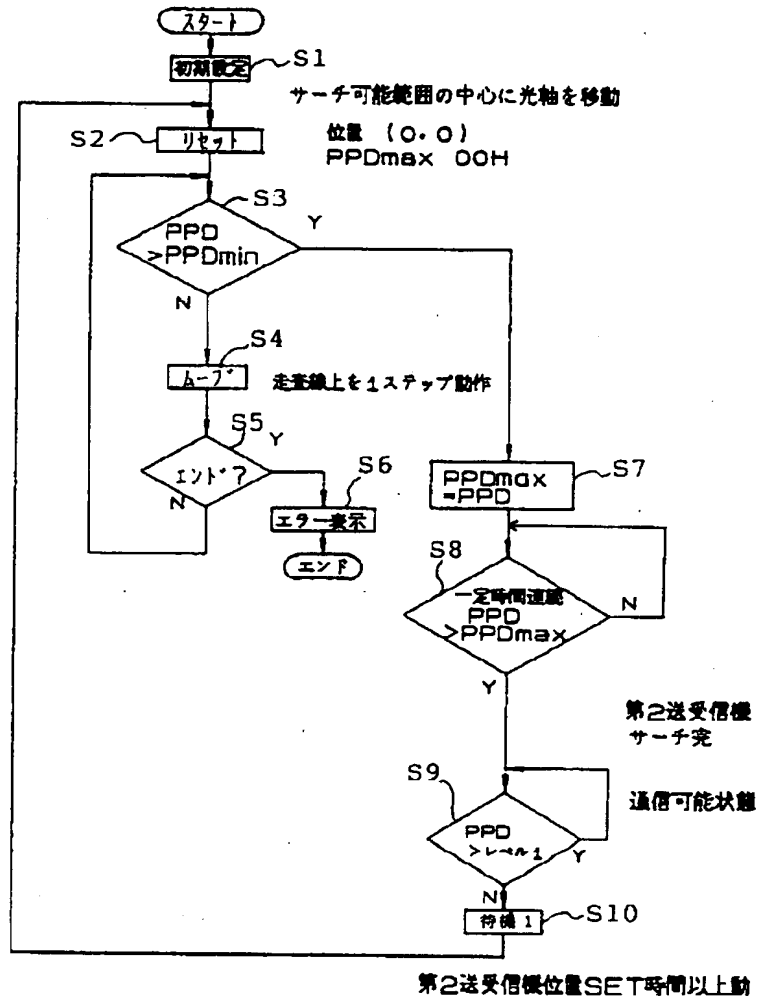 スタート
初期設定
S1
サーチ可能範囲の中心に光軸を移動
S2
リセット
位置 (0.0)
PPDmax 00H
S3
PPD
>PPDmin
Y
N
S4
ムーブ
走査線上を1ステップ動作
S5
エンド?
Y
N
S6
エラー表示
エンド
S7
PPDmax
=PPD
S8
一定時間連続
PPD
>PPDmax
N
Y
第2送受信機
サーチ完
S9
通信可能状態
PPD
>レベル1
Y
N
待機1
S10
第2送受信機位置SET時間以上動